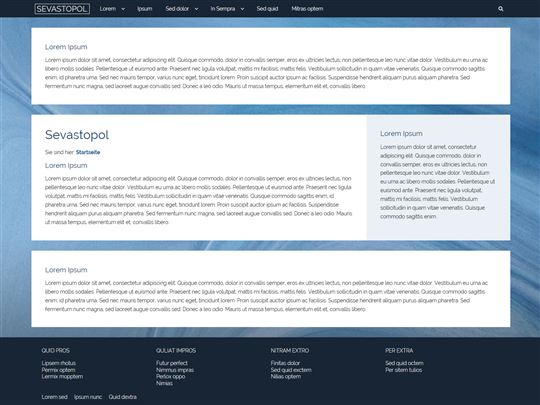 SEVASTOPOL Lorem Ipsum Sed dolor In Sempra Sed quid Mitras optem
Lorem Ipsum
Lorem ipsum dolor sit amet, consectetur adipiscing elit. Quisque commodo, dolor in convallis semper, eros ex ultricies tortor, non pellentesque leo nunc vitae dolor. Vestibulum et urna ac
libero mollis sodales. Pellentesque ut euismod ante. Praesent nec ligula volutpat, mattis mi facilisis, mattis felis. Vestibulum sollicitudin in quam vitae venenatis. Quisque commodo sagittis
enim, id pharetra urna. Sed nec mauris tempor, varius nunc eget, tincidunt lorem. Proin suscipit auctor ipsum id convallis. Suspendisse hendrerit aliquam purus aliquam pharetra. Sed
fermentum nunc magna, sed laoreet augue convallis sed. Donec a leo odio. Mauris ut massa tempus, elementum elit et, bibendum libero.
Sevastopol
Sie sind hier: Startseite
Lorem Ipsum
Lorem ipsum dolor sit amet, consectetur adipiscing elit. Quisque commodo, dolor in convallis semper, eros ex ultricies tortor, non
pellentesque leo nunc vitae dolor. Vestibulum et urna ac libero mollis sodales. Pellentesque ut euismod ante. Praesent nec ligula
volutpat, mattis mi facilisis, mattis felis. Vestibulum sollicitudin in quam vitae venenatis. Quisque commodo sagittis enim, id
pharetra urna. Sed nec mauris tempor, varius nunc eget, tincidunt lorem. Proin suscipit auctor ipsum id convallis. Suspendisse
hendrerit aliquam purus aliquam pharetra. Sed fermentum nunc magna, sed laoreet augue convallis sed. Donec a leo odio. Mauris
ut massa tempus, elementum elit et, bibendum libero.
Lorem Ipsum
Lorem ipsum dolor sit amet, consectetur
adipiscing elit. Quisque commodo, dolor in
convallis semper, eros ex ultricies tortor, non
pellentesque leo nunc vitae dolor. Vestibulum et
urna ac libero mollis sodales. Pellentesque ut
euismod ante. Praesent nec ligula volutpat,
mattis mi facilisis, mattis felis. Vestibulum
sollicitudin in quam vitae venenatis. Quisque
commodo sagittis enim.
Lorem Ipsum
Lorem ipsum dolor sit amet, consectetur adipiscing elit. Quisque commodo, dolor in convallis semper, eros ex ultricies tortor, non pellentesque leo nunc vitae dolor. Vestibulum et urna ac
libero mollis sodales. Pellentesque ut euismod ante. Praesent nec ligula volutpat, mattis mi facilisis, mattis felis. Vestibulum sollicitudin in quam vitae venenatis. Quisque commodo sagittis
enim, id pharetra urna. Sed nec mauris tempor, varius nunc eget, tincidunt lorem. Proin suscipit auctor ipsum id convallis. Suspendisse hendrerit aliquam purus aliquam pharetra. Sed
fermentum nunc magna, sed laoreet augue convallis sed. Donec a leo odio. Mauris ut massa tempus, elementum elit et, bibendum libero.
QUID PROS
Lipsem rhotus
Permix optem
Lermix mopptem
QULIAT IMPROS
Futur perfect
Nimmus impras
Perlox oppo
Nimias
NITRAM EXTRO
Finitas dolor
Sed quid exctem
Nilias optem
PER EXTRA
Sed quid octem
Per sitem tulios
Lorem sed Ipsum nunc Quid dextra